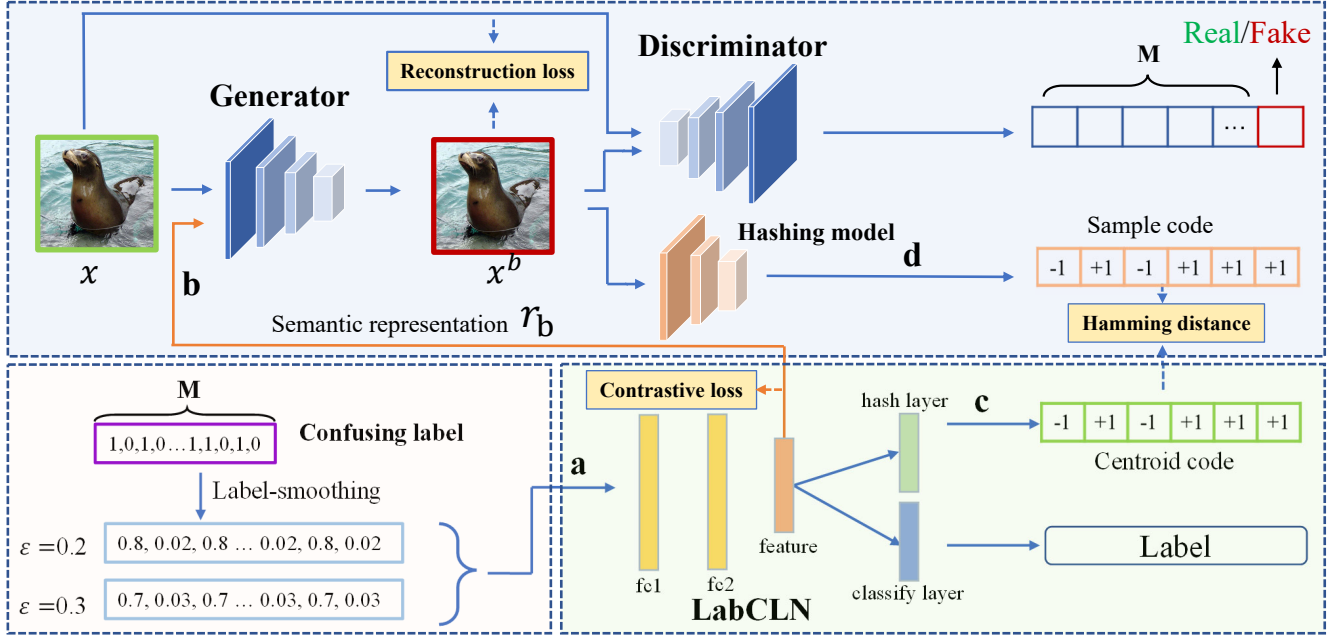 Real/Fake
Discriminator
M
Reconstruction loss
Generator
...
Hashing model
Sample code
x
x^b
b
d
-1 +1 -1 +1 +1 +1
Semantic representation r_b
Hamming distance
M
Contrastive loss
hash layer
c
1,0,1,0…1,1,0,1,0
Confusing label
-1 +1 -1 +1 +1 +1
a
Centroid code
Label-smoothing
ε=0.2
0.8, 0.02, 0.8 … 0.02, 0.8, 0.02
feature
Label
ε=0.3
0.7, 0.03, 0.7 … 0.03, 0.7, 0.03
fc1
fc2
classify layer
LabCLN